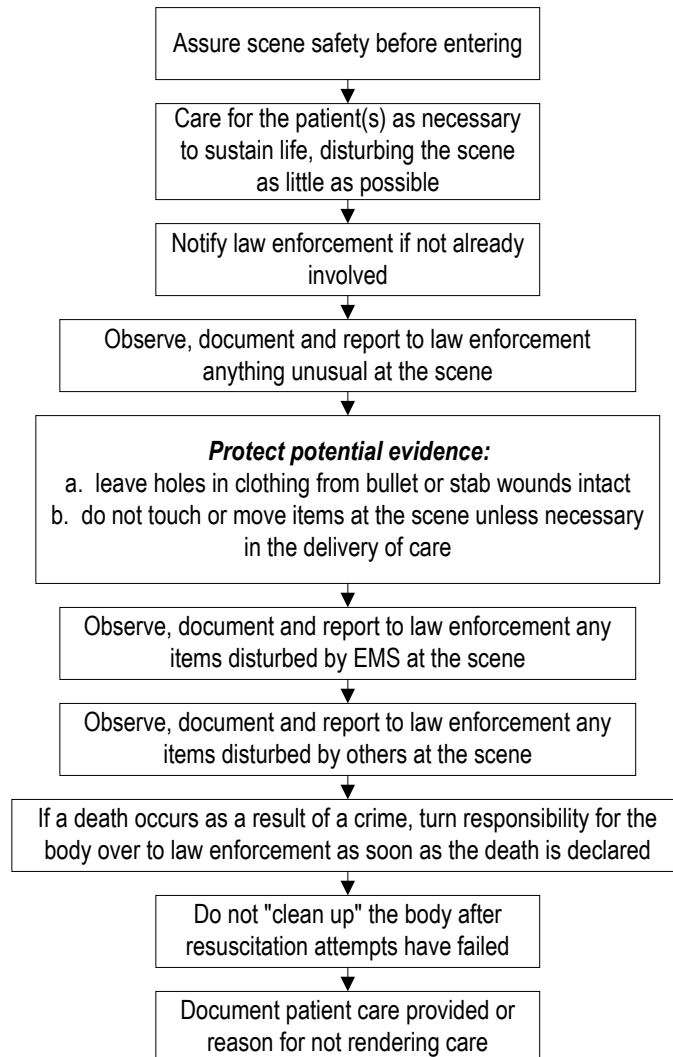 Assure scene safety before entering
Care for the patient(s) as necessary
to sustain life, disturbing the scene
as little as possible
Notify law enforcement if not already
involved
Observe, document and report to law enforcement
anything unusual at the scene
Protect potential evidence:
a. leave holes in clothing from bullet or stab wounds intact
b. do not touch or move items at the scene unless necessary
in the delivery of care
Observe, document and report to law enforcement any
items disturbed by EMS at the scene
Observe, document and report to law enforcement any
items disturbed by others at the scene
If a death occurs as a result of a crime, turn responsibility for the
body over to law enforcement as soon as the death is declared
Do not "clean up" the body after
resuscitation attempts have failed
Document patient care provided or
reason for not rendering care